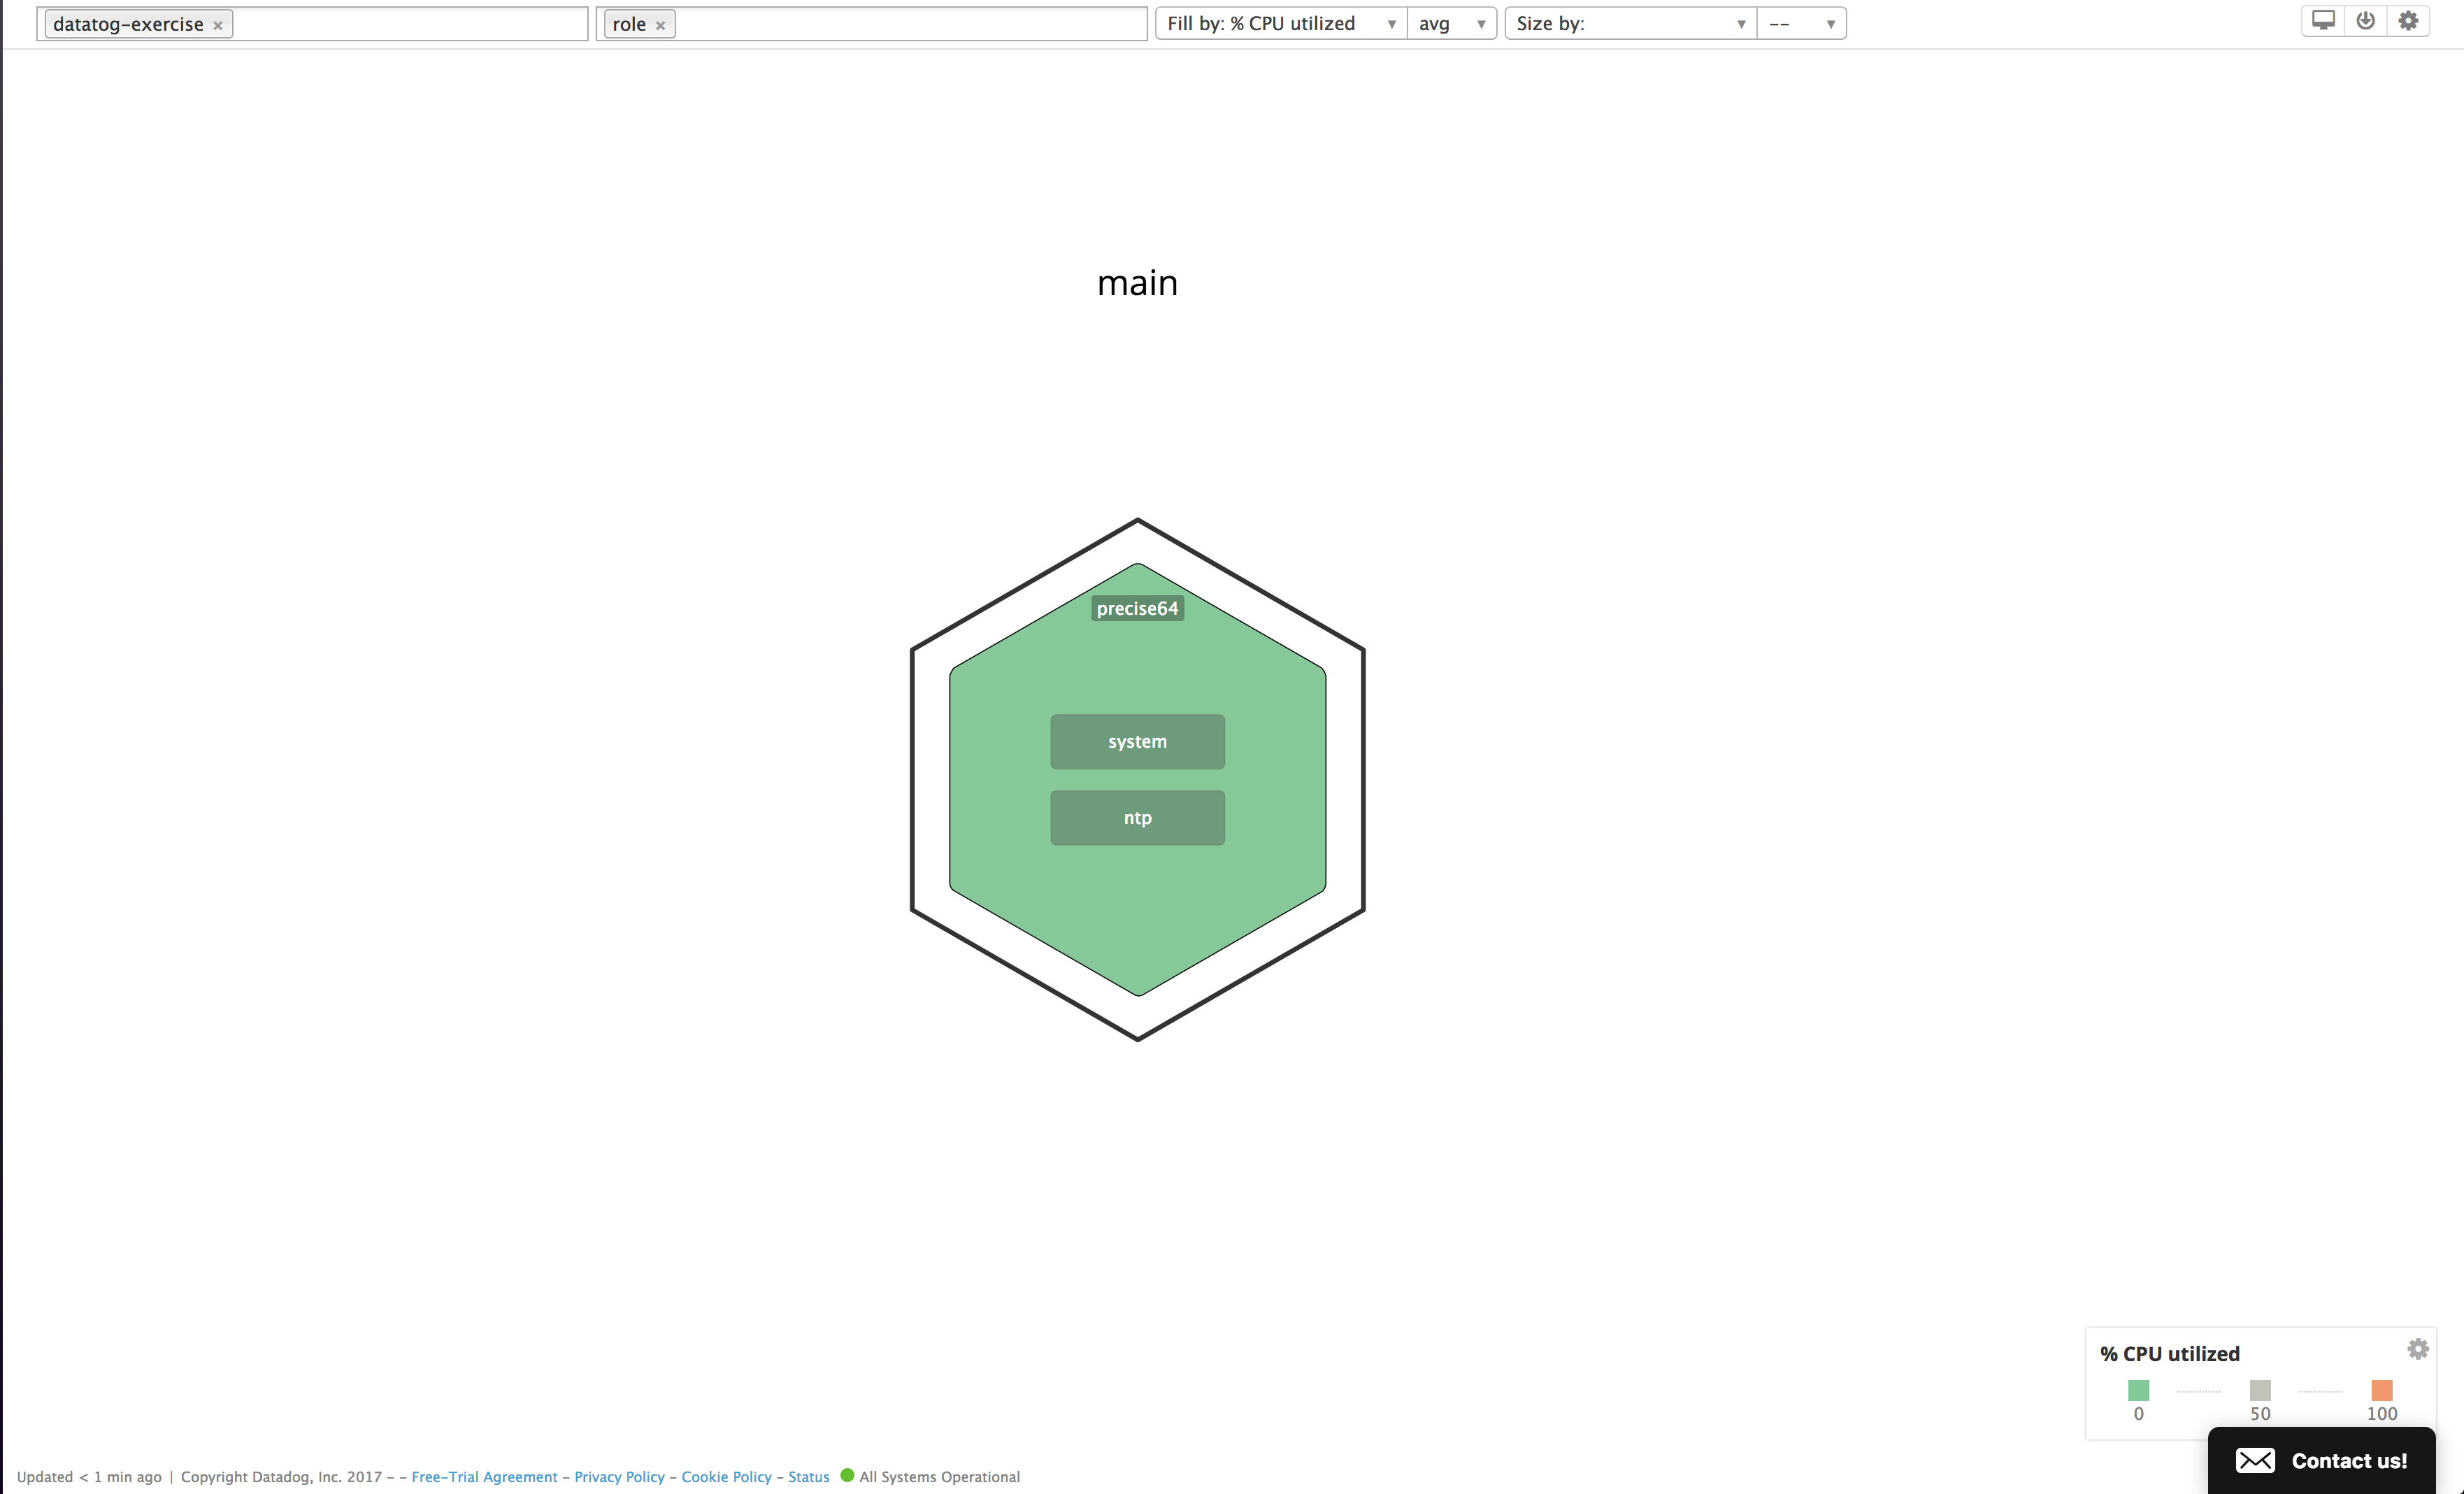 datatog-exercise × role × Fill by: % CPU utilized ▼ avg ▼ Size by: ▼ -- ▼
main
precise64
system
ntp
% CPU utilized
0 50 100
Contact us!
Updated < 1 min ago | Copyright Datadog, Inc. 2017 - - Free-Trial Agreement - Privacy Policy - Cookie Policy - Status All Systems Operational